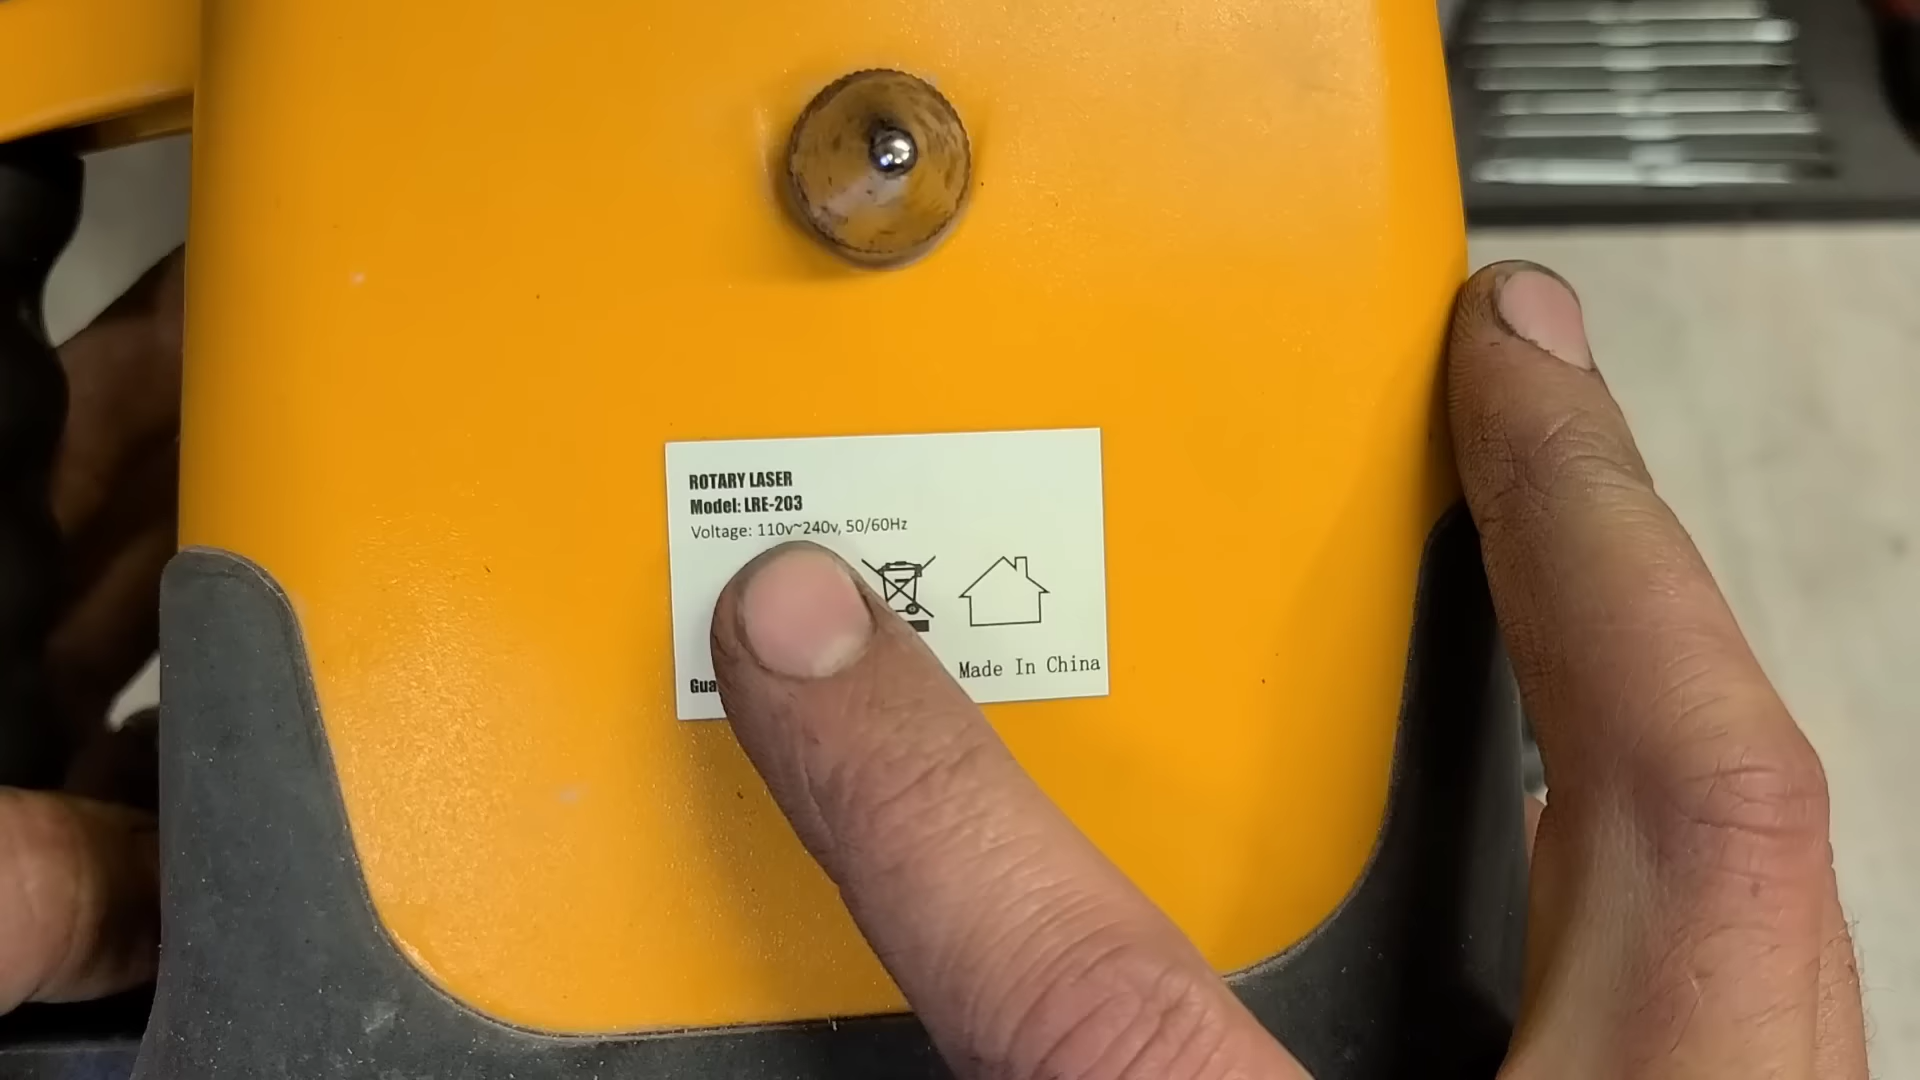 ROTARY LASER
Model: LRE-203
Voltage: 110v~240v, 50/60Hz
Made In China